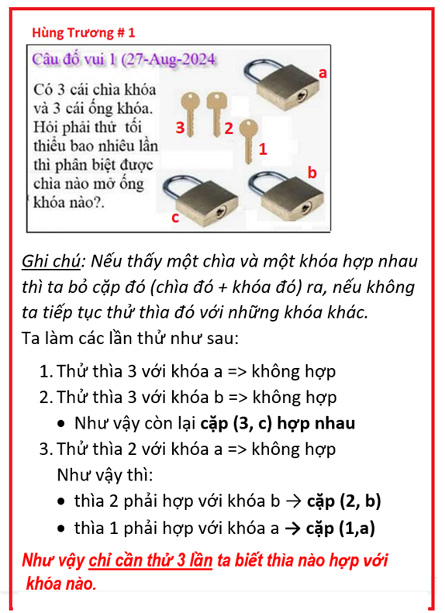 Hùng Trương # 1
Câu đố vui 1 (27-Aug-2024
Có 3 cái chìa khóa
và 3 cái ống khóa.
Hỏi phải thử tối
thiểu bao nhiêu lần
thì phân biệt được
chìa nào mở ống
khóa nào?.
a
3
2
1
b
c
Ghi chú: Nếu thấy một chìa và một khóa hợp nhau
thì ta bỏ cặp đó (chìa đó + khóa đó) ra, nếu không
ta tiếp tục thử thìa đó với những khóa khác.
Ta làm các lần thử như sau:
1. Thử thìa 3 với khóa a => không hợp
2. Thử thìa 3 với khóa b => không hợp
• Như vậy còn lại cặp (3, c) hợp nhau
3. Thử thìa 2 với khóa a => không hợp
Như vậy thì:
• thìa 2 phải hợp với khóa b → cặp (2, b)
• thìa 1 phải hợp với khóa a → cặp (1,a)
Như vậy chỉ cần thử 3 lần ta biết thìa nào hợp với
khóa nào.